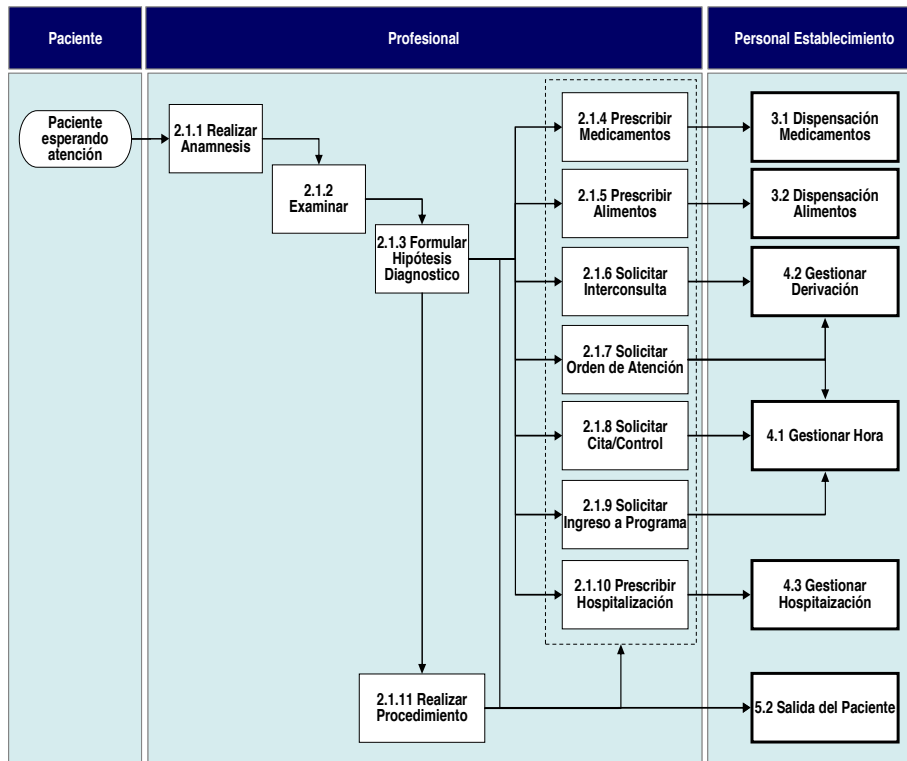 Paciente
Profesional
Personal Establecimiento
Paciente
esperando
atención
2.1.1 Realizar
Anamnesis
2.1.2
Examinar
2.1.3 Formular
Hipótesis
Diagnostico
2.1.4 Prescribir
Medicamentos
3.1 Dispensación
Medicamentos
2.1.5 Prescribir
Alimentos
3.2 Dispensación
Alimentos
2.1.6 Solicitar
Interconsulta
4.2 Gestionar
Derivación
2.1.7 Solicitar
Orden de Atención
2.1.8 Solicitar
Cita/Control
4.1 Gestionar Hora
2.1.9 Solicitar
Ingreso a Programa
2.1.10 Prescribir
Hospitalización
4.3 Gestionar
Hospitaización
2.1.11 Realizar
Procedimiento
5.2 Salida del Paciente